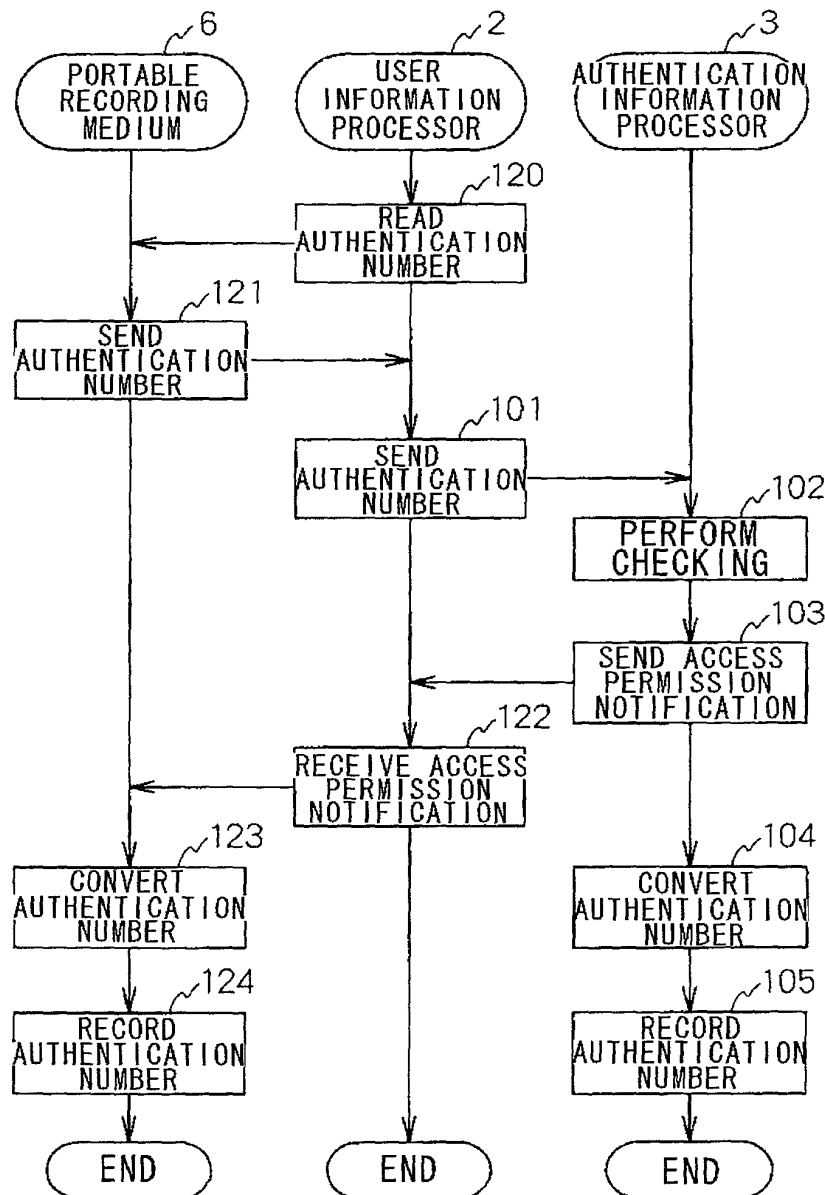 6
2
3
PORTABLE
RECORDING
MEDIUM
USER
INFORMATION
PROCESSOR
AUTHENTICATION
INFORMATION
PROCESSOR
120
READ
AUTHENTICATION
NUMBER
121
SEND
AUTHENTICATION
NUMBER
101
SEND
AUTHENTICATION
NUMBER
102
PERFORM
CHECKING
103
SEND ACCESS
PERMISSION
NOTIFICATION
122
RECEIVE ACCESS
PERMISSION
NOTIFICATION
123
CONVERT
AUTHENTICATION
NUMBER
104
CONVERT
AUTHENTICATION
NUMBER
124
RECORD
AUTHENTICATION
NUMBER
105
RECORD
AUTHENTICATION
NUMBER
END
END
END